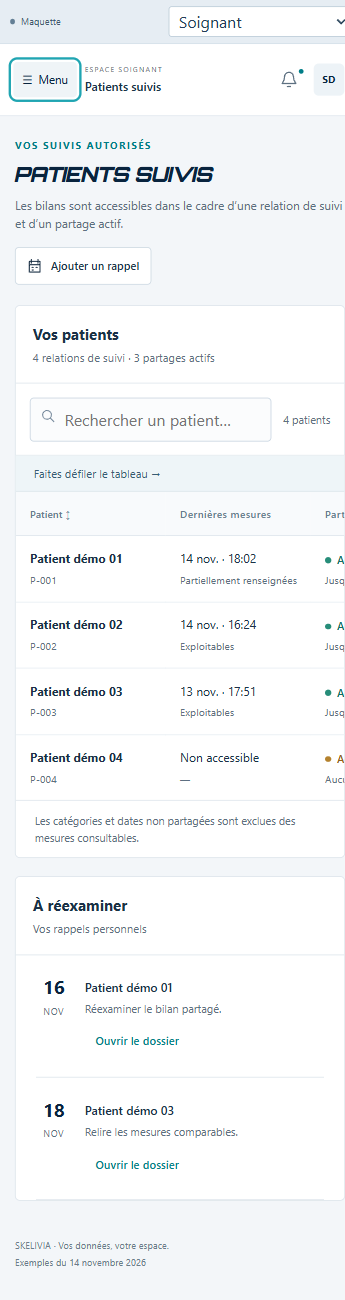 Maquette
Soignant
☰ Menu
ESPACE SOIGNANT
Patients suivis
SD
VOS SUIVIS AUTORISÉS
PATIENTS SUIVIS
Les bilans sont accessibles dans le cadre d’une relation de suivi
et d’un partage actif.
Ajouter un rappel
Vos patients
4 relations de suivi · 3 partages actifs
Rechercher un patient…
4 patients
Faites défiler le tableau →
Patient ↕ Dernières mesures Part
Patient démo 01 14 nov. · 18:02 A
P-001 Partiellement renseignées Jusq
Patient démo 02 14 nov. · 16:24 A
P-002 Exploitables Jusq
Patient démo 03 13 nov. · 17:51 A
P-003 Exploitables Jusq
Patient démo 04 Non accessible A
P-004 — Aucu
Les catégories et dates non partagées sont exclues des
mesures consultables.
À réexaminer
Vos rappels personnels
16 Patient démo 01
NOV Réexaminer le bilan partagé.
Ouvrir le dossier
18 Patient démo 03
NOV Relire les mesures comparables.
Ouvrir le dossier
SKELIVIA · Vos données, votre espace.
Exemples du 14 novembre 2026